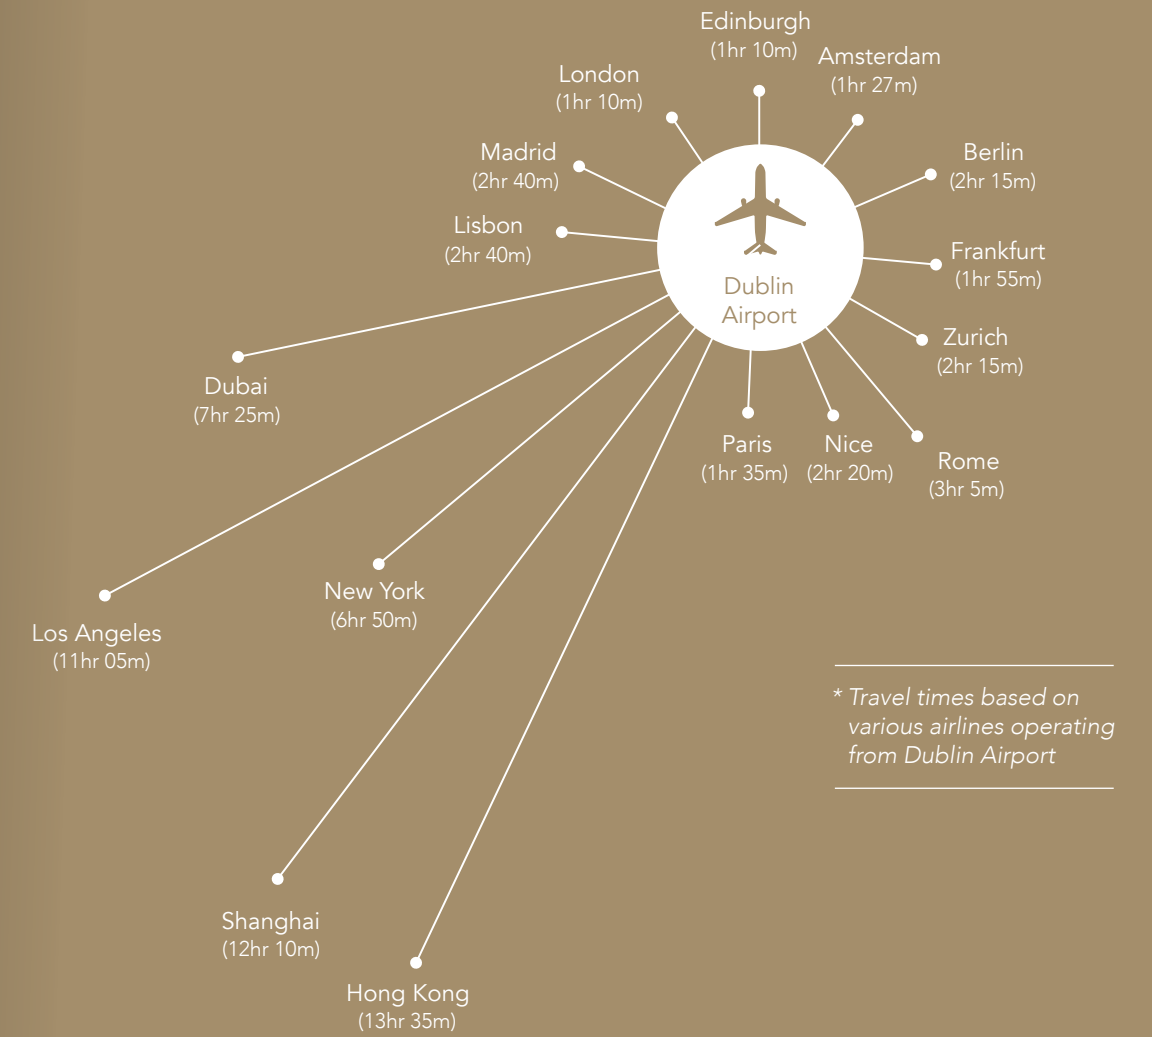 Edinburgh
(1hr 10m)
Amsterdam
(1hr 27m)
London
(1hr 10m)
Madrid
(2hr 40m)
Berlin
(2hr 15m)
Lisbon
(2hr 40m)
Frankfurt
(1hr 55m)
Dublin
Airport
Zurich
(2hr 15m)
Dubai
(7hr 25m)
Paris
(1hr 35m)
Nice
(2hr 20m)
Rome
(3hr 5m)
New York
(6hr 50m)
Los Angeles
(11hr 05m)
* Travel times based on
various airlines operating
from Dublin Airport
Shanghai
(12hr 10m)
Hong Kong
(13hr 35m)